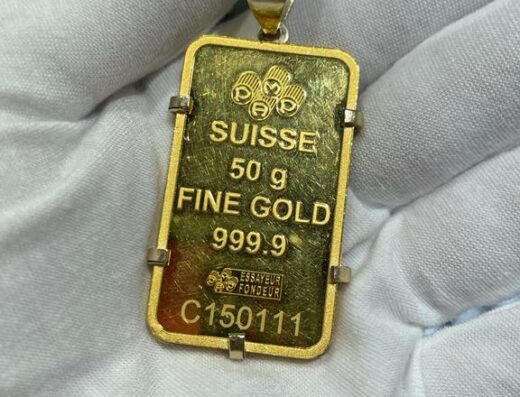 PAMP
SUISSE
50 g
FINE GOLD
999.9
ESSAYEUR
FONDEUR
C150111